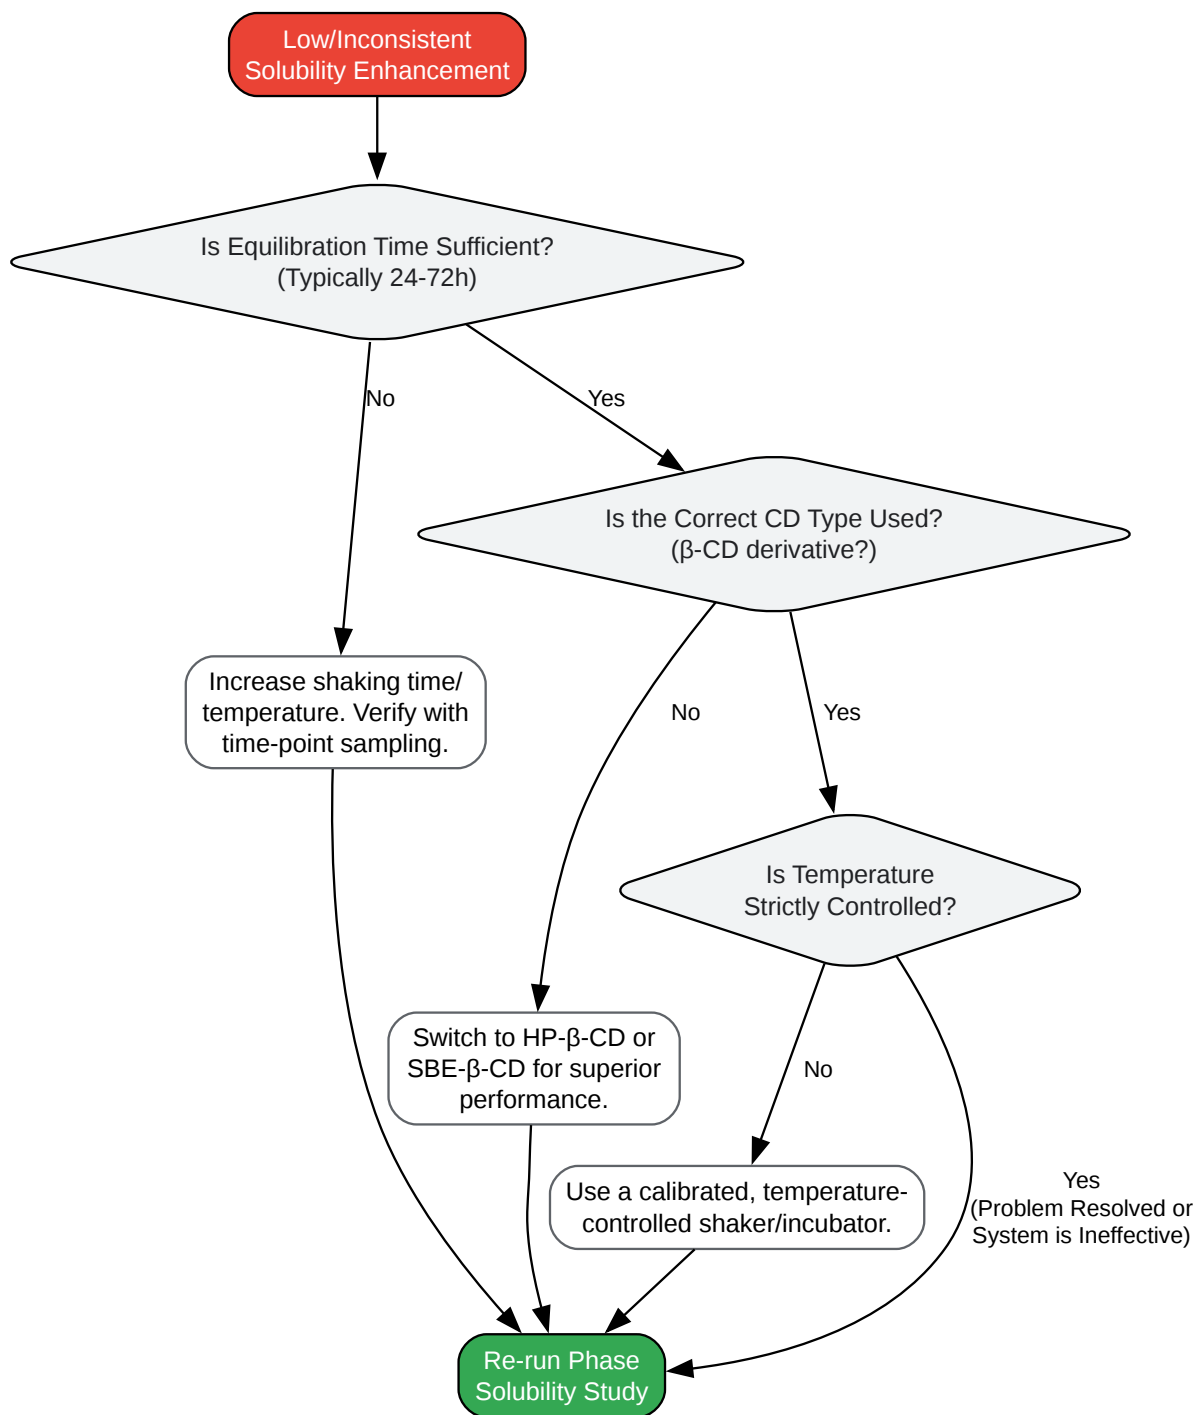 Low/Inconsistent
Solubility Enhancement
Is Equilibration Time Sufficient?
(Typically 24-72h)
No
Yes
Is the Correct CD Type Used?
(β-CD derivative?)
Increase shaking time/
temperature. Verify with
time-point sampling.
No
Yes
Is Temperature
Strictly Controlled?
Switch to HP-β-CD or
SBE-β-CD for superior
performance.
No
Use a calibrated, temperature-
controlled shaker/incubator.
Yes
(Problem Resolved or
System is Ineffective)
Re-run Phase
Solubility Study